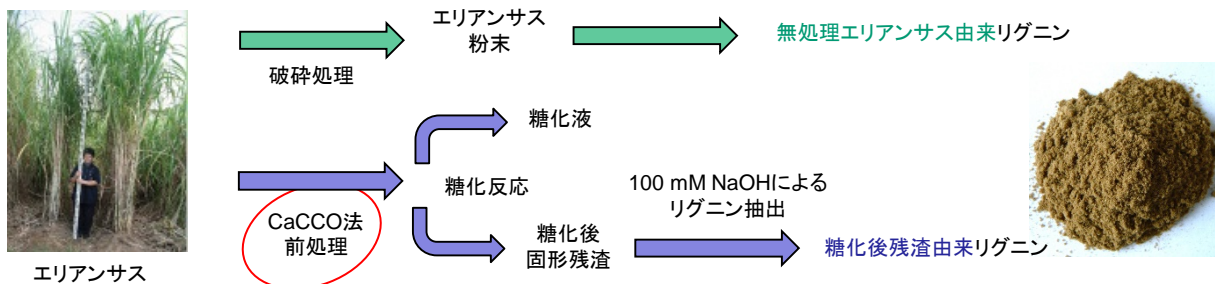 エリアンサス
粉末
無処理エリアンサス由来リグニン
破砕処理
糖化液
糖化反応
100 mM NaOHによる
リグニン抽出
CaCCO法
前処理
糖化後
固形残渣
糖化後残渣由来リグニン
エリアンサス